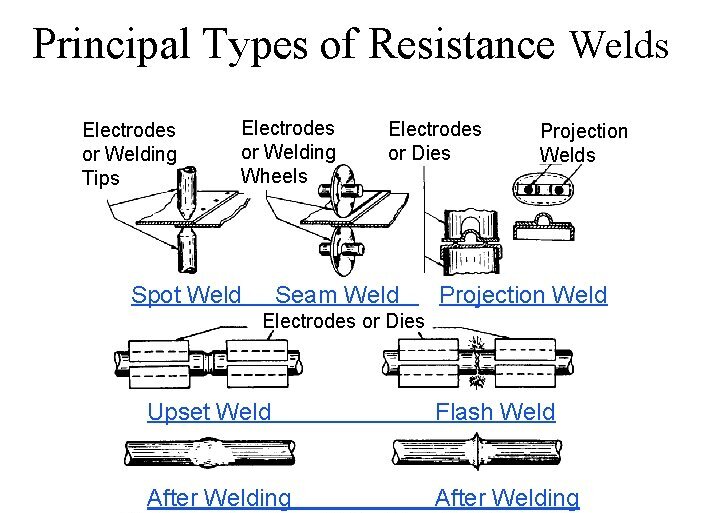 Principal Types of Resistance Welds
Electrodes
or Welding
Tips
Electrodes
or Welding
Wheels
Electrodes
or Dies
Projection
Welds
Spot Weld
Seam Weld
Projection Weld
Electrodes or Dies
Upset Weld
Flash Weld
After Welding
After Welding